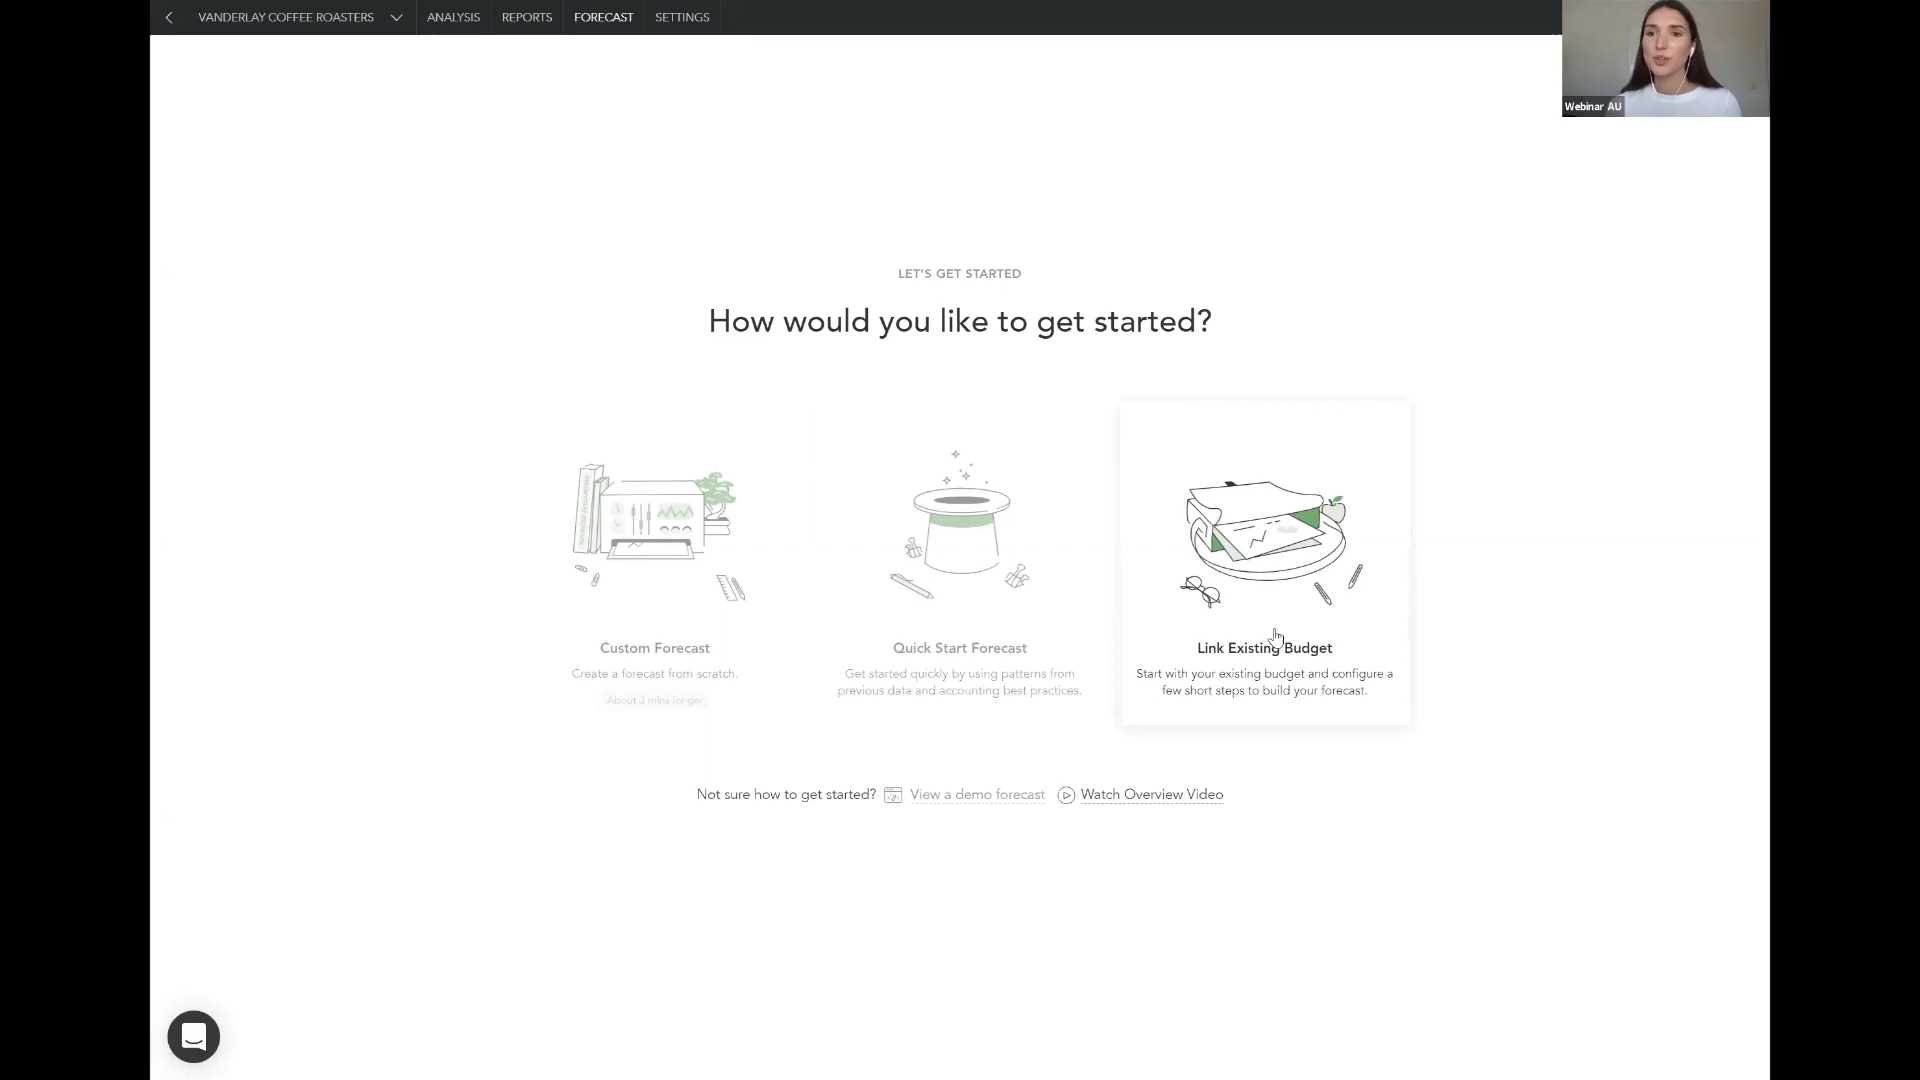 VANDERLAY COFFEE ROASTERS
ANALYSIS
REPORTS
FORECAST
SETTINGS
Webinar AU
LET'S GET STARTED
How would you like to get started?
Custom Forecast
Create a forecast from scratch.
About 3 mins longer
Quick Start Forecast
Get started quickly by using patterns from
previous data and accounting best practices.
Link Existing Budget
Start with your existing budget and configure a
few short steps to build your forecast.
Not sure how to get started? View a demo forecast Watch Overview Video